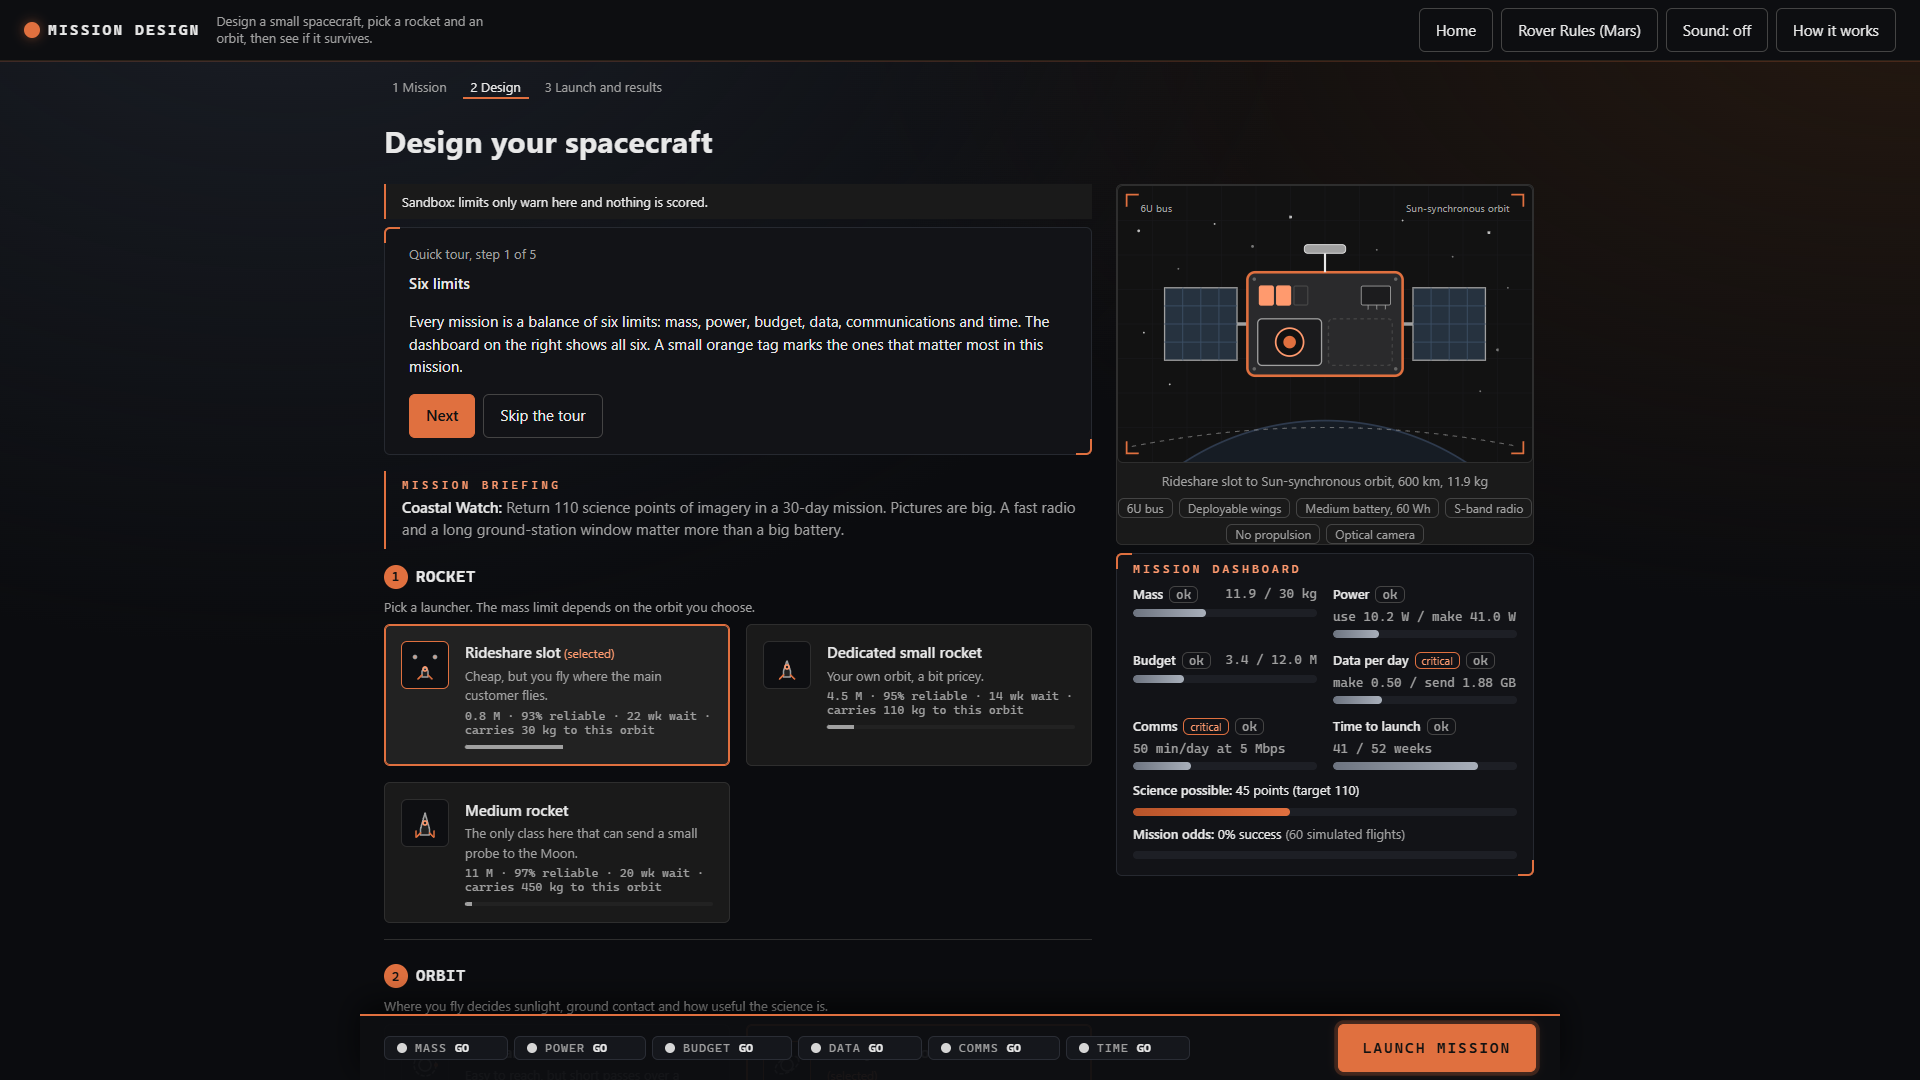 MISSION DESIGN
Design a small spacecraft, pick a rocket and an
orbit, then see if it survives.
Home
Rover Rules (Mars)
Sound: off
How it works
1 Mission
2 Design
3 Launch and results
Design your spacecraft
Sandbox: limits only warn here and nothing is scored.
Quick tour, step 1 of 5
Six limits
Every mission is a balance of six limits: mass, power, budget, data, communications and time. The
dashboard on the right shows all six. A small orange tag marks the ones that matter most in this
mission.
Next
Skip the tour
MISSION BRIEFING
Coastal Watch: Return 110 science points of imagery in a 30-day mission. Pictures are big. A fast radio
and a long ground-station window matter more than a big battery.
1 ROCKET
Pick a launcher. The mass limit depends on the orbit you choose.
Rideshare slot (selected)
Cheap, but you fly where the main
customer flies.
0.8 M · 93% reliable · 22 wk wait ·
carries 30 kg to this orbit
Dedicated small rocket
Your own orbit, a bit pricey.
4.5 M · 95% reliable · 14 wk wait ·
carries 110 kg to this orbit
Medium rocket
The only class here that can send a small
probe to the Moon.
11 M · 97% reliable · 20 wk wait ·
carries 450 kg to this orbit
2 ORBIT
Where you fly decides sunlight, ground contact and how useful the science is.
6U bus
Sun-synchronous orbit
Rideshare slot to Sun-synchronous orbit, 600 km, 11.9 kg
6U bus
Deployable wings
Medium battery, 60 Wh
S-band radio
No propulsion
Optical camera
MISSION DASHBOARD
Mass ok 11.9 / 30 kg
Power ok
use 10.2 W / make 41.0 W
Budget ok 3.4 / 12.0 M
Data per day critical ok
make 0.50 / send 1.88 GB
Comms critical ok
50 min/day at 5 Mbps
Time to launch ok
41 / 52 weeks
Science possible: 45 points (target 110)
Mission odds: 0% success (60 simulated flights)
MASS GO
POWER GO
BUDGET GO
DATA GO
COMMS GO
TIME GO
LAUNCH MISSION